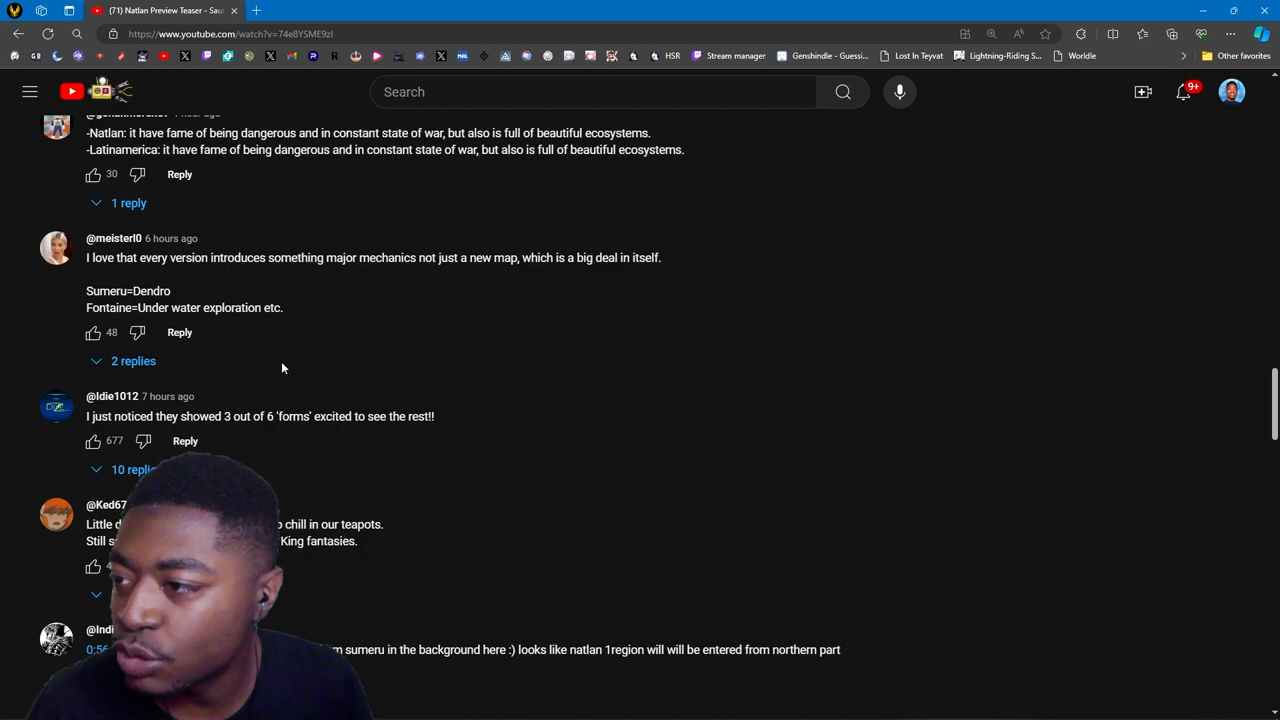 (71) Natlan Preview Teaser - Sau
https://www.youtube.com/watch?v=74e8YSME9zI
HSR
Stream manager
Genshindle - Guessi...
Lost In Teyvat
Lightning-Riding S...
Worldle
Other favorites
Search
9+
-Natlan: it have fame of being dangerous and in constant state of war, but also is full of beautiful ecosystems.
-Latinamerica: it have fame of being dangerous and in constant state of war, but also is full of beautiful ecosystems.
30 Reply
1 reply
@meisterl0 6 hours ago
I love that every version introduces something major mechanics not just a new map, which is a big deal in itself.
Sumeru=Dendro
Fontaine=Under water exploration etc.
48 Reply
2 replies
@Idie1012 7 hours ago
I just noticed they showed 3 out of 6 'forms' excited to see the rest!!
677 Reply
10 replie
@Ked67
Little chill in our teapots.
Still King fantasies.
4
@Indi
0:56 sumeru in the background here :) looks like natlan 1region will will be entered from northern part